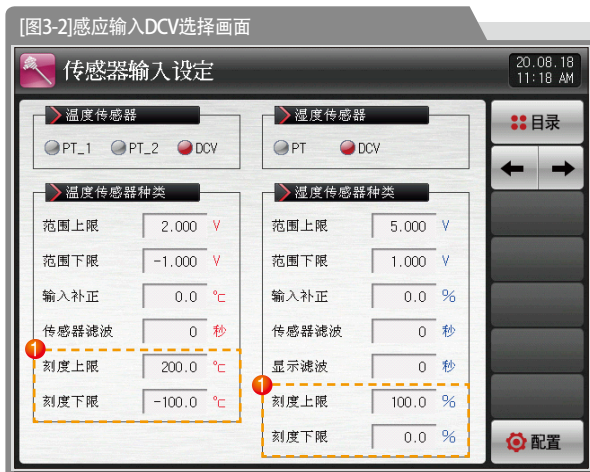 [图3-2]感应输入DCV选择画面
传感器输入设定
20.08.18
11:18 AM
温度传感器
PT_1 PT_2 DCV
湿度传感器
PT DCV
目录
温度传感器种类
范围上限 2.000 V
范围下限 -1.000 V
输入补正 0.0 ℃
传感器滤波 0 秒
1
刻度上限 200.0 ℃
刻度下限 -100.0 ℃
湿度传感器种类
范围上限 5.000 V
范围下限 1.000 V
输入补正 0.0 %
传感器滤波 0 秒
显示滤波 0 秒
1
刻度上限 100.0 %
刻度下限 0.0 %
配置